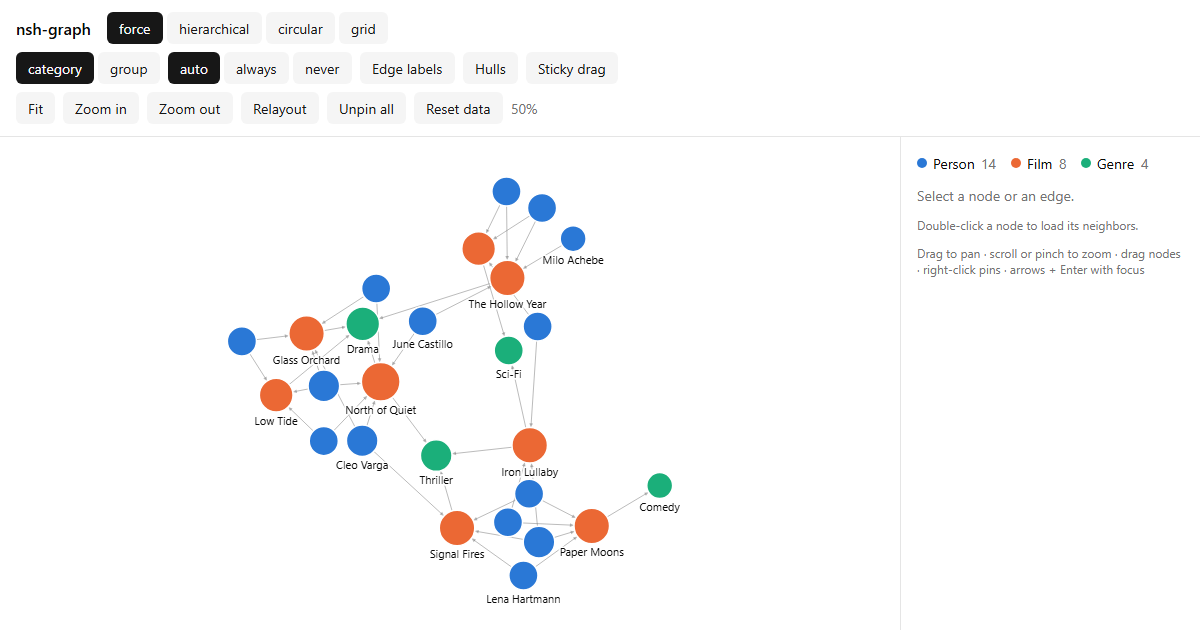 nsh-graph force hierarchical circular grid
category group auto always never Edge labels Hulls Sticky drag
Fit Zoom in Zoom out Relayout Unpin all Reset data 50%
Person 14 Film 8 Genre 4
Select a node or an edge.
Double-click a node to load its neighbors.
Drag to pan · scroll or pinch to zoom · drag nodes
· right-click pins · arrows + Enter with focus
Milo Achebe
The Hollow Year
June Castillo
Drama
Glass Orchard
Sci-Fi
North of Quiet
Low Tide
Cleo Varga
Iron Lullaby
Thriller
Comedy
Signal Fires
Paper Moons
Lena Hartmann